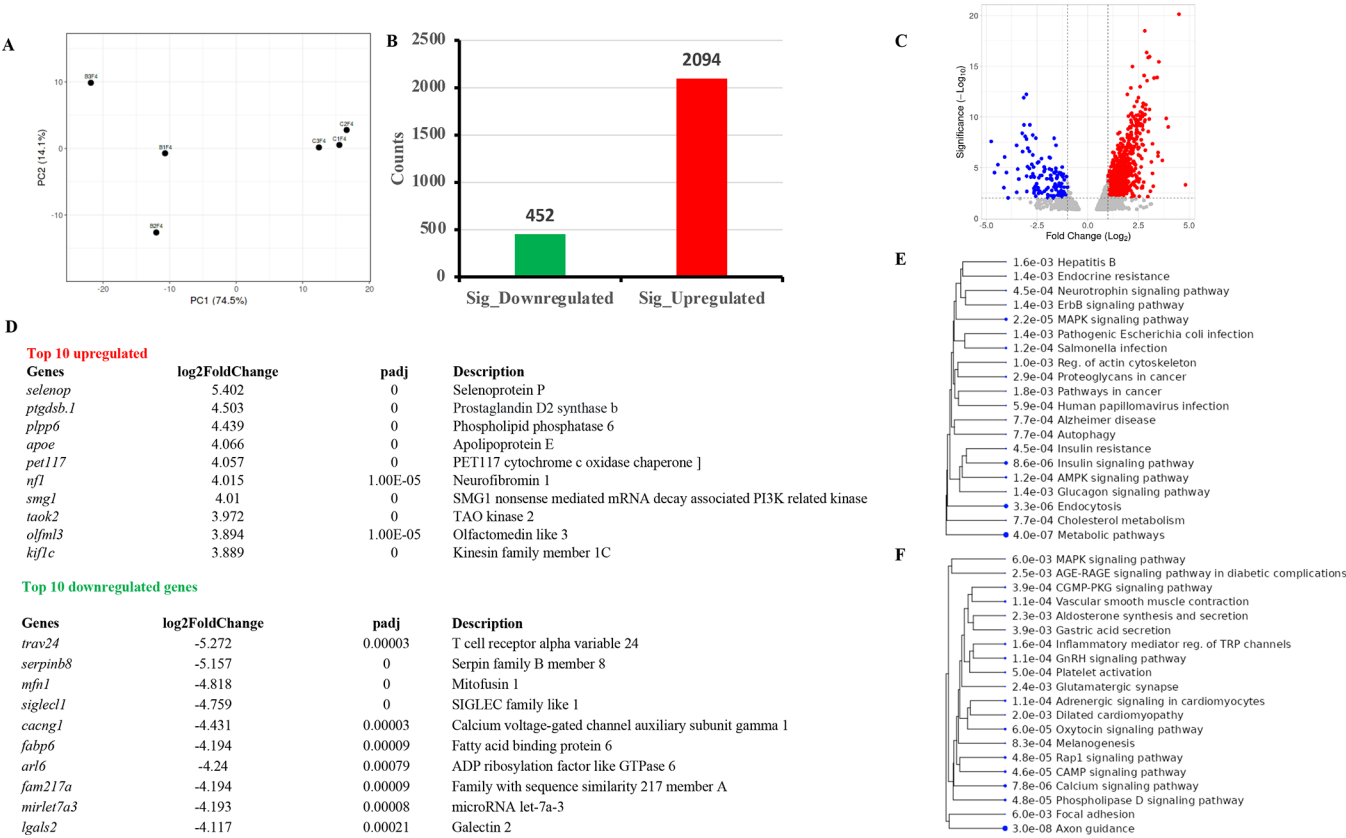 A
B3F4
B1F4
B2F4
C3F4
C2F4
C1F4
10
0
-10
PC2 (14.1%)
-20
-10
0
10
20
PC1 (74.5%)
B
2500
2000
1500
1000
500
0
Counts
452
2094
Sig_Downregulated
Sig_Upregulated
C
20
15
10
5
0
Significance (−Log10)
-5.0
-2.5
0.0
2.5
5.0
Fold Change (Log2)
D
Top 10 upregulated
Genes log2FoldChange padj Description
selenop 5.402 0 Selenoprotein P
ptgdsb.1 4.503 0 Prostaglandin D2 synthase b
plpp6 4.439 0 Phospholipid phosphatase 6
apoe 4.066 0 Apolipoprotein E
pet117 4.057 0 PET117 cytochrome c oxidase chaperone ]
nf1 4.015 1.00E-05 Neurofibromin 1
smg1 4.01 0 SMG1 nonsense mediated mRNA decay associated PI3K related kinase
taok2 3.972 0 TAO kinase 2
olfml3 3.894 1.00E-05 Olfactomedin like 3
kif1c 3.889 0 Kinesin family member 1C
Top 10 downregulated genes
Genes log2FoldChange padj Description
trav24 -5.272 0.00003 T cell receptor alpha variable 24
serpinb8 -5.157 0 Serpin family B member 8
mfn1 -4.818 0 Mitofusin 1
siglecl1 -4.759 0 SIGLEC family like 1
cacng1 -4.431 0.00003 Calcium voltage-gated channel auxiliary subunit gamma 1
fabp6 -4.194 0.00009 Fatty acid binding protein 6
arl6 -4.24 0.00079 ADP ribosylation factor like GTPase 6
fam217a -4.194 0.00009 Family with sequence similarity 217 member A
mirlet7a3 -4.193 0.00008 microRNA let-7a-3
lgals2 -4.117 0.00021 Galectin 2
E
1.6e-03 Hepatitis B
1.4e-03 Endocrine resistance
4.5e-04 Neurotrophin signaling pathway
1.4e-03 ErbB signaling pathway
2.2e-05 MAPK signaling pathway
1.4e-03 Pathogenic Escherichia coli infection
1.2e-04 Salmonella infection
1.0e-03 Reg. of actin cytoskeleton
2.9e-04 Proteoglycans in cancer
1.8e-03 Pathways in cancer
5.9e-04 Human papillomavirus infection
7.7e-04 Alzheimer disease
7.7e-04 Autophagy
4.5e-04 Insulin resistance
8.6e-06 Insulin signaling pathway
1.2e-04 AMPK signaling pathway
1.4e-03 Glucagon signaling pathway
3.3e-06 Endocytosis
7.7e-04 Cholesterol metabolism
4.0e-07 Metabolic pathways
F
6.0e-03 MAPK signaling pathway
2.5e-03 AGE-RAGE signaling pathway in diabetic complications
3.9e-04 CGMP-PKG signaling pathway
1.1e-04 Vascular smooth muscle contraction
2.3e-03 Aldosterone synthesis and secretion
3.9e-03 Gastric acid secretion
1.6e-04 Inflammatory mediator reg. of TRP channels
1.1e-04 GnRH signaling pathway
5.0e-04 Platelet activation
2.4e-03 Glutamatergic synapse
1.1e-04 Adrenergic signaling in cardiomyocytes
2.0e-03 Dilated cardiomyopathy
6.0e-05 Oxytocin signaling pathway
8.3e-04 Melanogenesis
4.8e-05 Rap1 signaling pathway
4.6e-05 CAMP signaling pathway
7.8e-06 Calcium signaling pathway
4.8e-05 Phospholipase D signaling pathway
6.0e-03 Focal adhesion
3.0e-08 Axon guidance